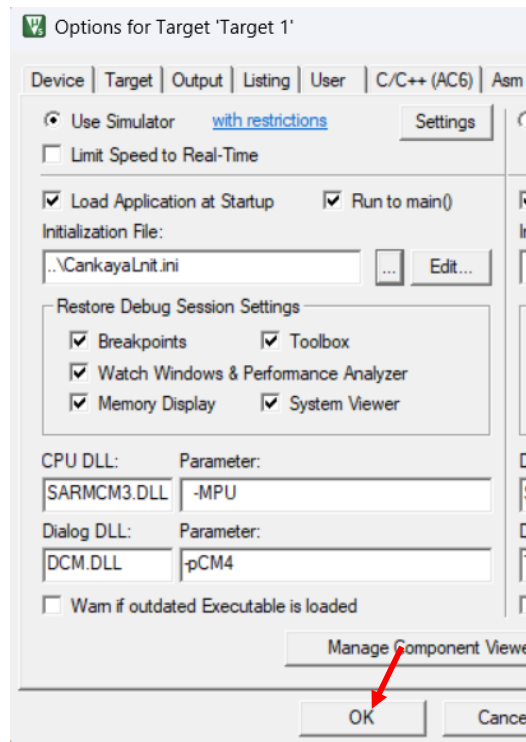 Options for Target 'Target 1'
Device Target Output Listing User C/C++ (AC6) Asm
Use Simulator with restrictions Settings
Limit Speed to Real-Time
Load Application at Startup Run to main()
Initialization File:
..\CankayaLnit.ini ... Edit...
Restore Debug Session Settings
Breakpoints Toolbox
Watch Windows & Performance Analyzer
Memory Display System Viewer
CPU DLL: Parameter:
SARMCM3.DLL -MPU
Dialog DLL: Parameter:
DCM.DLL -pCM4
Warn if outdated Executable is loaded
Manage Component Viewe
OK Cance